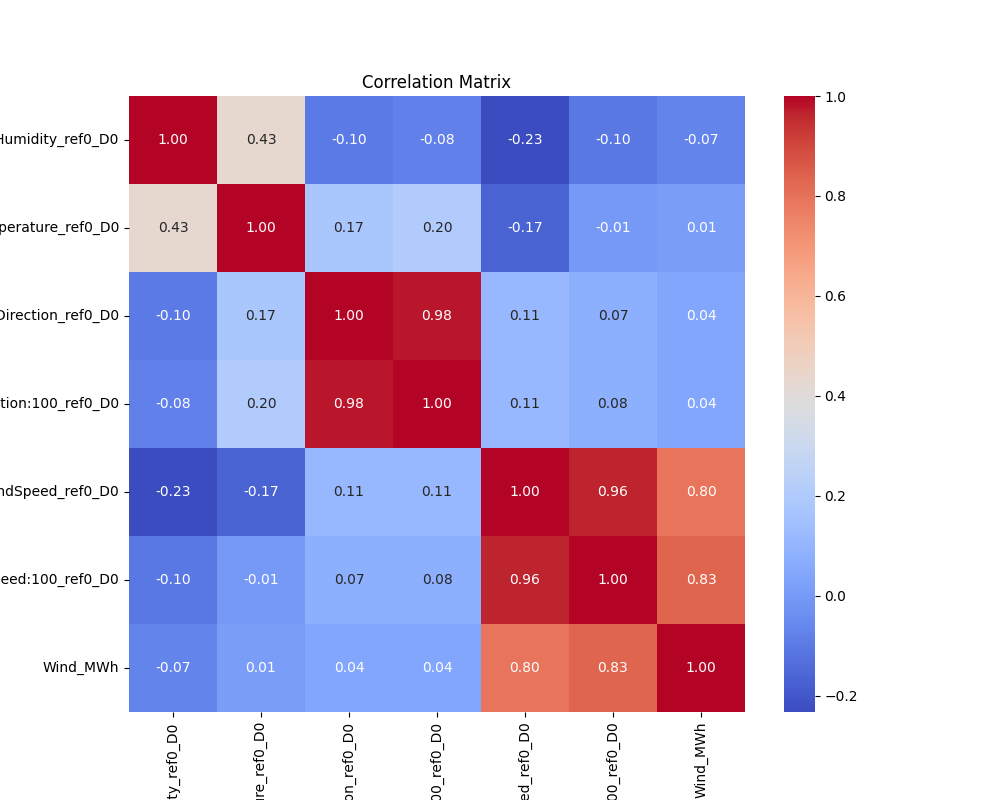 Correlation Matrix
Humidity_ref0_D0 1.00 0.43 -0.10 -0.08 -0.23 -0.10 -0.07
perature_ref0_D0 0.43 1.00 0.17 0.20 -0.17 -0.01 0.01
Direction_ref0_D0 -0.10 0.17 1.00 0.98 0.11 0.07 0.04
tion:100_ref0_D0 -0.08 0.20 0.98 1.00 0.11 0.08 0.04
ndSpeed_ref0_D0 -0.23 -0.17 0.11 0.11 1.00 0.96 0.80
eed:100_ref0_D0 -0.10 -0.01 0.07 0.08 0.96 1.00 0.83
Wind_MWh -0.07 0.01 0.04 0.04 0.80 0.83 1.00
ty_ref0_D0
ure_ref0_D0
on_ref0_D0
00_ref0_D0
ed_ref0_D0
00_ref0_D0
Wind_MWh
1.0
0.8
0.6
0.4
0.2
0.0
−0.2